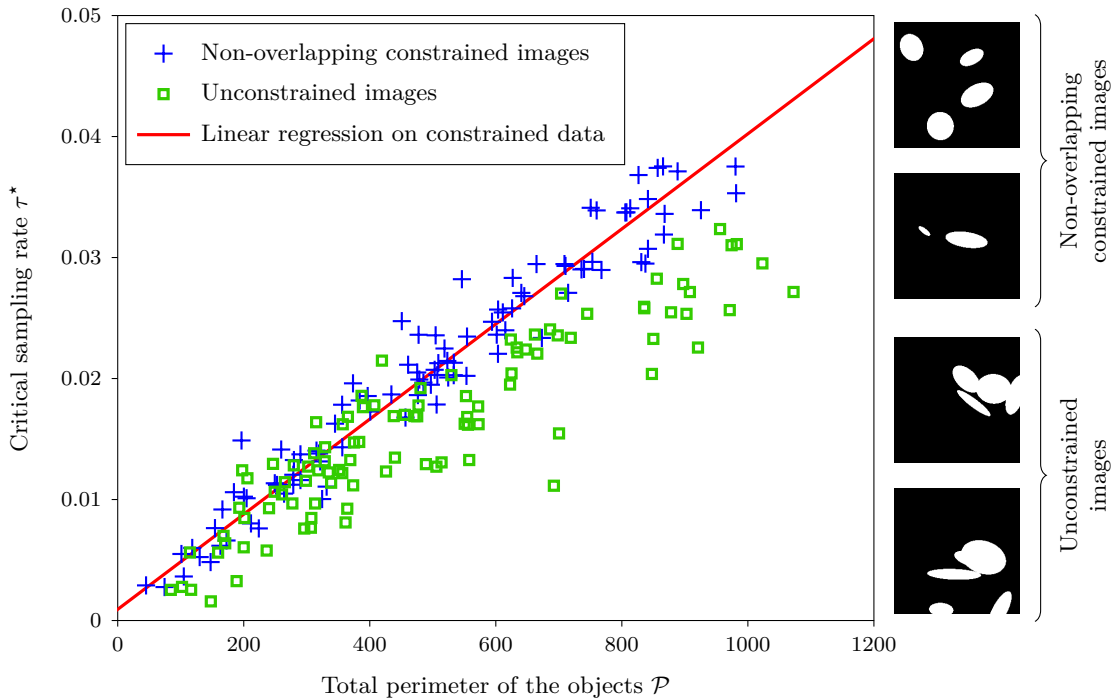 0.05
0.04
0.03
0.02
0.01
0
0
200
400
600
800
1000
1200
Critical sampling rate τ*
Total perimeter of the objects 𝒫
Non-overlapping constrained images
Unconstrained images
Linear regression on constrained data
Non-overlapping
constrained images
Unconstrained
images